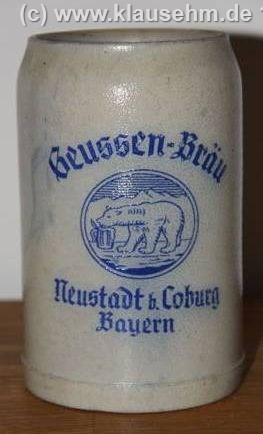 (c) www.klausehm.de
Geussen-Bräu
Neustadt b. Coburg
Bayern